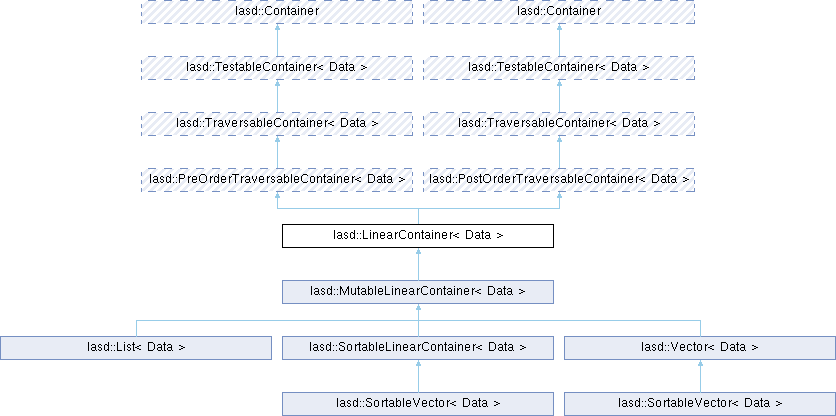 lasd::Container lasd::Container
lasd::TestableContainer< Data > lasd::TestableContainer< Data >
lasd::TraversableContainer< Data > lasd::TraversableContainer< Data >
lasd::PreOrderTraversableContainer< Data > lasd::PostOrderTraversableContainer< Data >
lasd::LinearContainer< Data >
lasd::MutableLinearContainer< Data >
lasd::List< Data > lasd::SortableLinearContainer< Data > lasd::Vector< Data >
lasd::SortableVector< Data > lasd::SortableVector< Data >